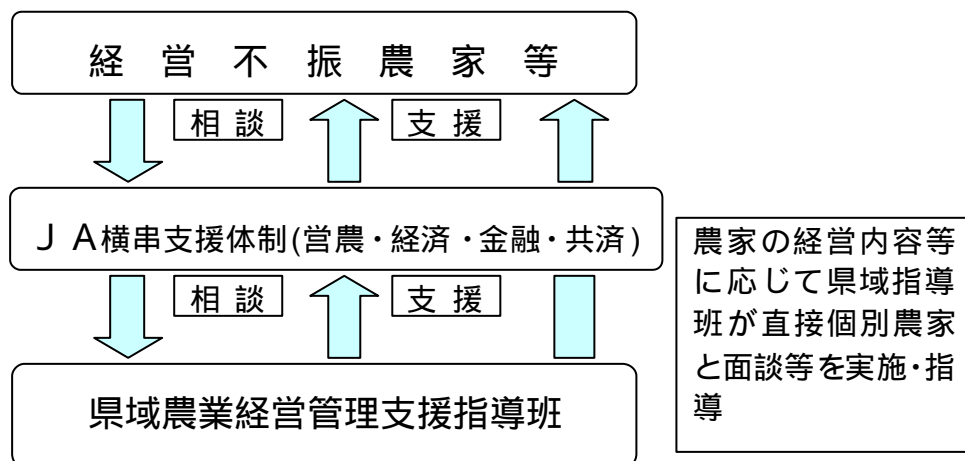 経営不振農家等
相談
支援
ＪＡ横串支援体制(営農・経済・金融・共済)
相談
支援
県域農業経営管理支援指導班
農家の経営内容等
に応じて県域指導
班が直接個別農家
と面談等を実施・指
導